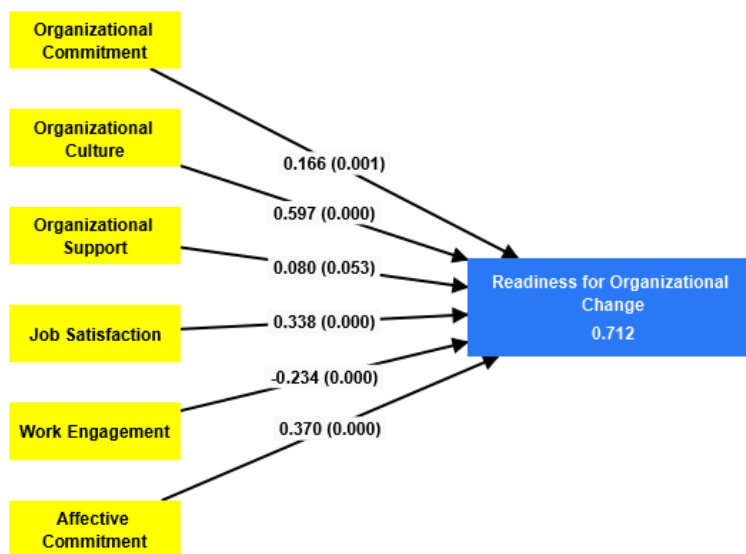 Organizational
Commitment
Organizational
Culture
0.166 (0.001)
0.597 (0.000)
Organizational
Support
0.080 (0.053)
Readiness for Organizational
Change
0.712
Job Satisfaction
0.338 (0.000)
-0.234 (0.000)
Work Engagement
0.370 (0.000)
Affective
Commitment